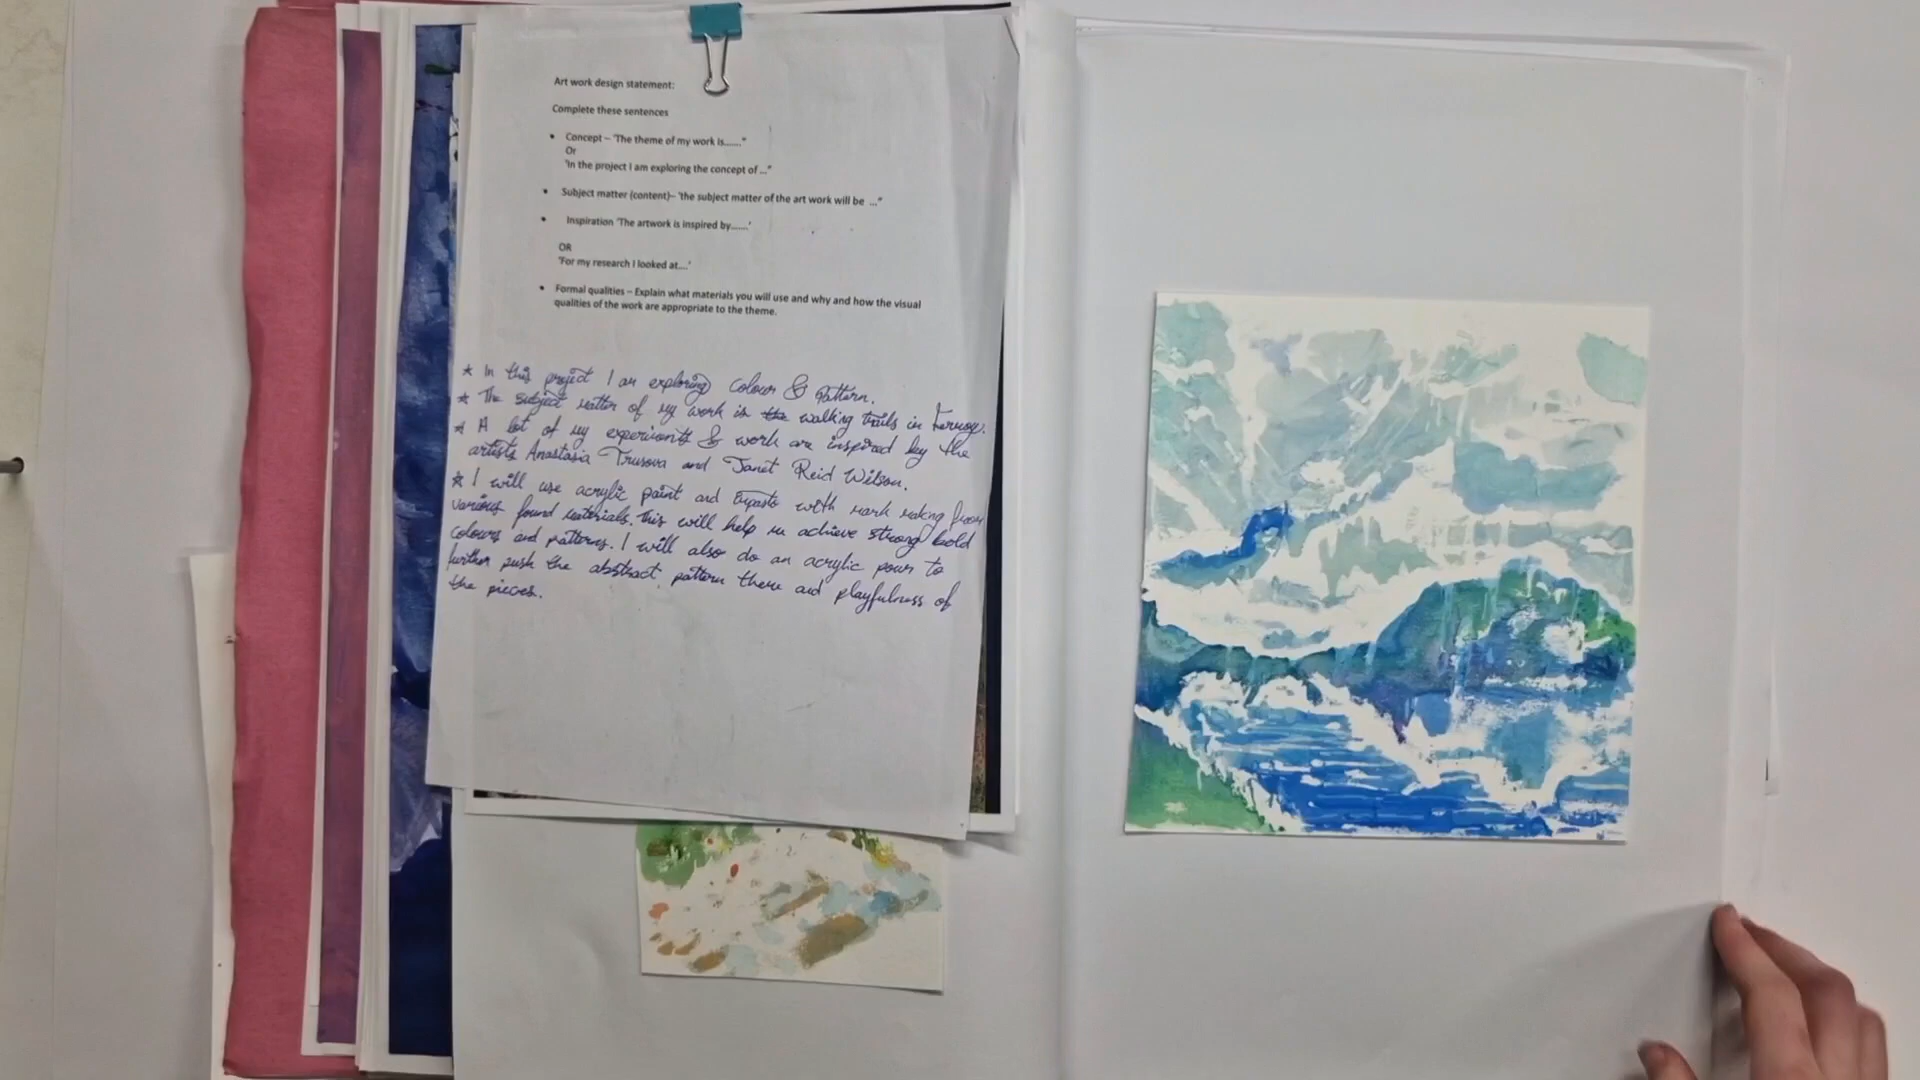 Art work design statement:
Complete these sentences
• Concept – 'The theme of my work is......."
Or
'In the project I am exploring the concept of ..."
• Subject matter (content)– 'the subject matter of the art work will be ..."
• Inspiration 'The artwork is inspired by.......'
OR
'For my research I looked at....'
• Formal qualities – Explain what materials you will use and why and how the visual
qualities of the work are appropriate to the theme.
* In this project I am exploring Colour & Pattern.
* The subject matter of my work is the walking trails in Fermoy.
* A lot of my experiments & work are inspired by the
artists Anastasia Trusova and Janet Reid Wilson.
* I will use acrylic paint and Impasto with mark making from
various found materials. This will help me achieve strong bold
colours and patterns. I will also do an acrylic pour to
further push the abstract, pattern theme and playfulness of
the pieces.